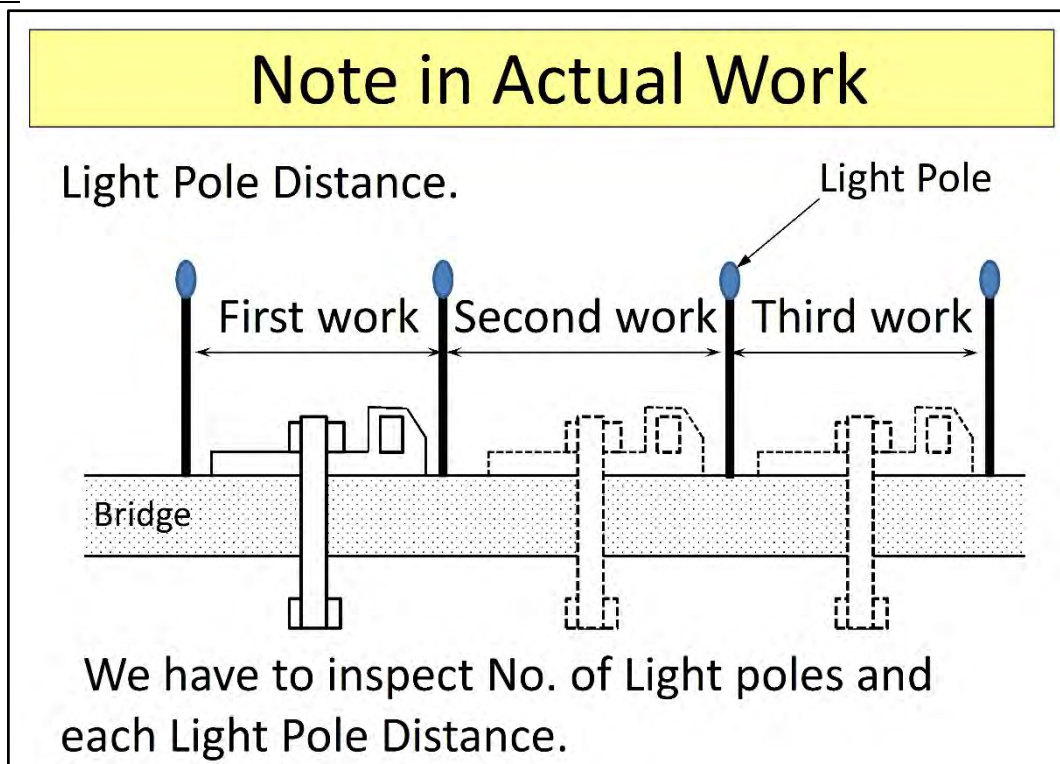 Note in Actual Work
Light Pole Distance.
Light Pole
First work
Second work
Third work
Bridge
We have to inspect No. of Light poles and
each Light Pole Distance.